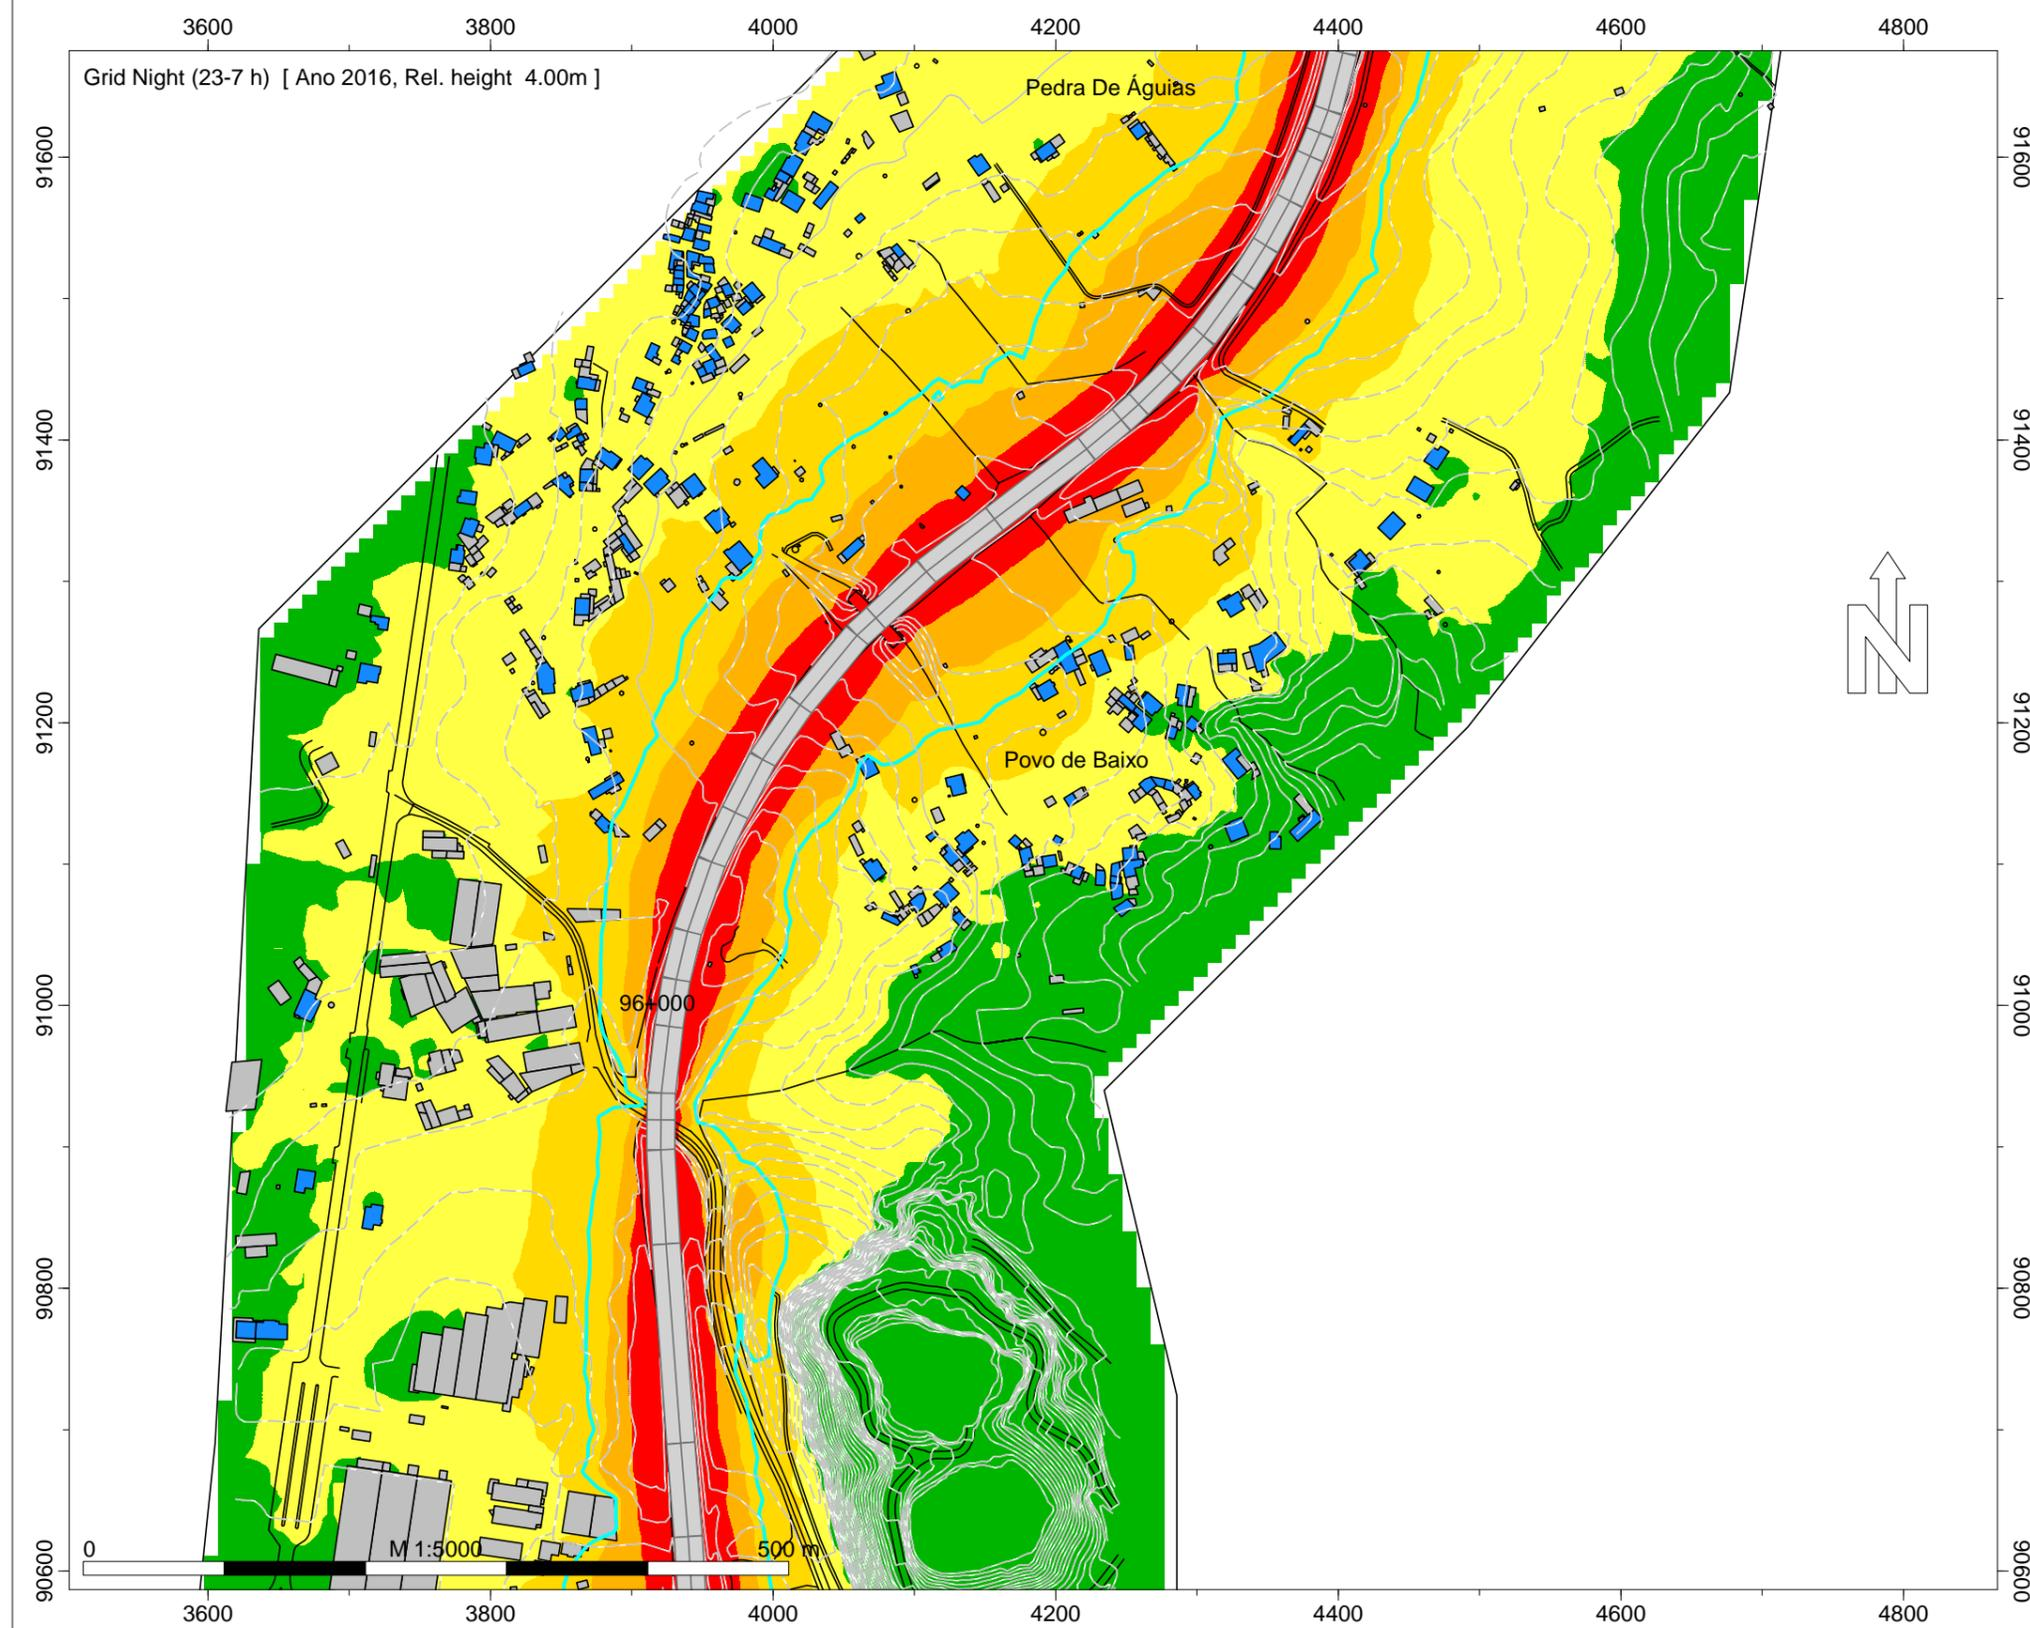 3600 3800 4000 4200 4400 4600 4800
Grid Night (23-7 h) [ Ano 2016, Rel. height 4.00m ]
Pedra De Águias
91600 91600
91400 91400
N
91200 91200
Povo de Baixo
91000 91000
96+000
90800 90800
0 M 1:5000 500 m
90600 90600
3600 3800 4000 4200 4400 4600 4800